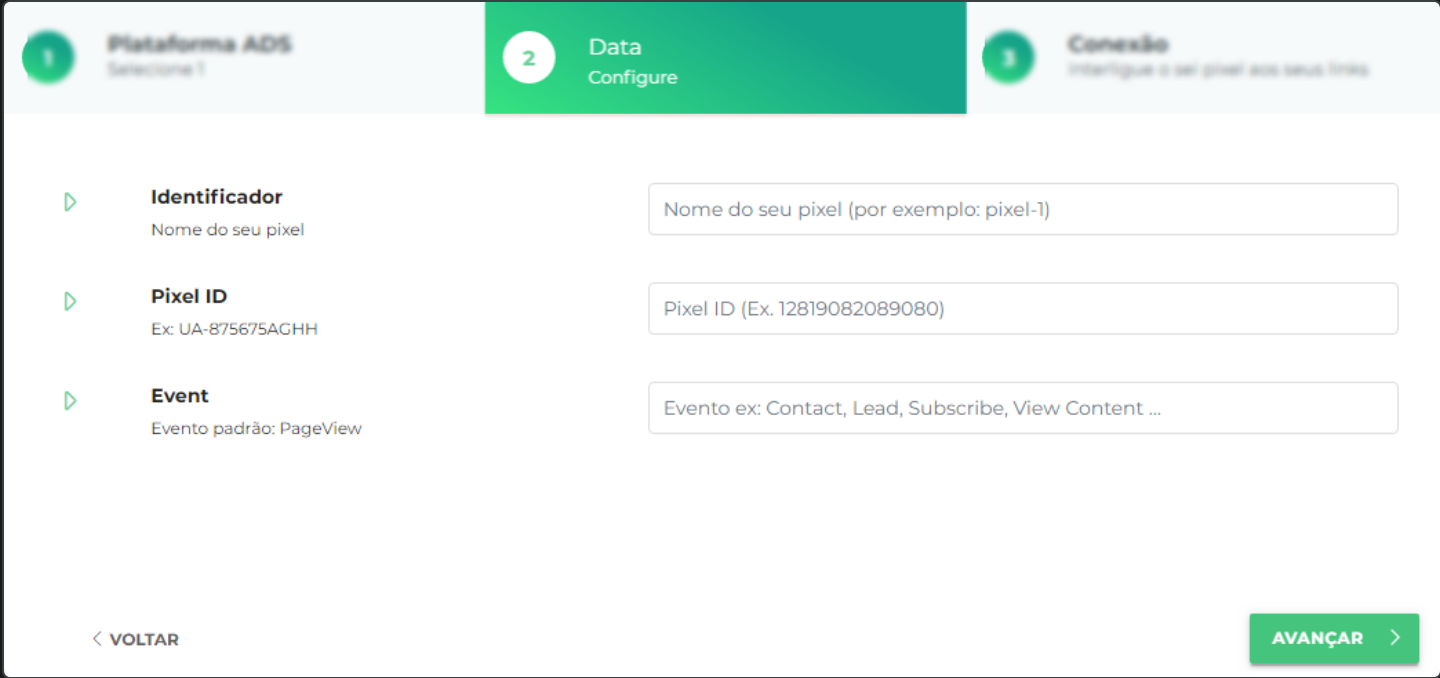 1
Plataforma ADS
Selecione 1
2
Data
Configure
3
Conexão
Interligue o sei pixel aos seus links
Identificador
Nome do seu pixel
Nome do seu pixel (por exemplo: pixel-1)
Pixel ID
Ex: UA-875675AGHH
Pixel ID (Ex. 12819082089080)
Event
Evento padrão: PageView
Evento ex: Contact, Lead, Subscribe, View Content ...
VOLTAR
AVANÇAR